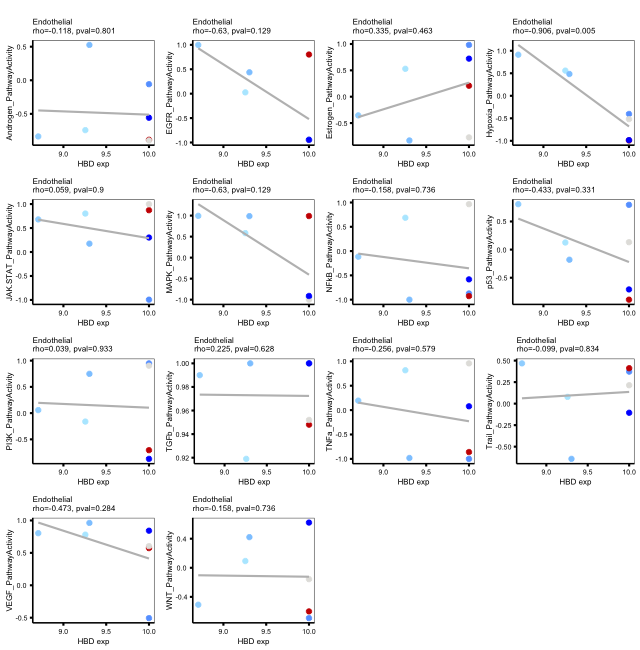 Endothelial
rho=-0.118, pval=0.801
Androgen_PathwayActivity
0.5
0.0
-0.5
9.0 9.5 10.0
HBD exp
Endothelial
rho=-0.63, pval=0.129
EGFR_PathwayActivity
1.0
0.5
0.0
-0.5
-1.0
9.0 9.5 10.0
HBD exp
Endothelial
rho=0.335, pval=0.463
Estrogen_PathwayActivity
1.0
0.5
0.0
-0.5
9.0 9.5 10.0
HBD exp
Endothelial
rho=-0.906, pval=0.005
Hypoxia_PathwayActivity
1.0
0.5
0.0
-0.5
-1.0
9.0 9.5 10.0
HBD exp
Endothelial
rho=0.059, pval=0.9
JAK.STAT_PathwayActivity
1.0
0.5
0.0
-0.5
-1.0
9.0 9.5 10.0
HBD exp
Endothelial
rho=-0.63, pval=0.129
MAPK_PathwayActivity
1.0
0.5
0.0
-0.5
-1.0
9.0 9.5 10.0
HBD exp
Endothelial
rho=-0.158, pval=0.736
NFkB_PathwayActivity
1.0
0.5
0.0
-0.5
-1.0
9.0 9.5 10.0
HBD exp
Endothelial
rho=-0.433, pval=0.331
p53_PathwayActivity
0.5
0.0
-0.5
9.0 9.5 10.0
HBD exp
Endothelial
rho=0.039, pval=0.933
PI3K_PathwayActivity
1.0
0.5
0.0
-0.5
9.0 9.5 10.0
HBD exp
Endothelial
rho=0.225, pval=0.628
TGFb_PathwayActivity
1.00
0.98
0.96
0.94
0.92
9.0 9.5 10.0
HBD exp
Endothelial
rho=-0.256, pval=0.579
TNFa_PathwayActivity
1.0
0.5
0.0
-0.5
-1.0
9.0 9.5 10.0
HBD exp
Endothelial
rho=-0.099, pval=0.834
Trail_PathwayActivity
0.50
0.25
0.00
-0.25
-0.50
9.0 9.5 10.0
HBD exp
Endothelial
rho=-0.473, pval=0.284
VEGF_PathwayActivity
1.0
0.5
0.0
-0.5
9.0 9.5 10.0
HBD exp
Endothelial
rho=-0.158, pval=0.736
WNT_PathwayActivity
0.4
0.0
-0.4
9.0 9.5 10.0
HBD exp